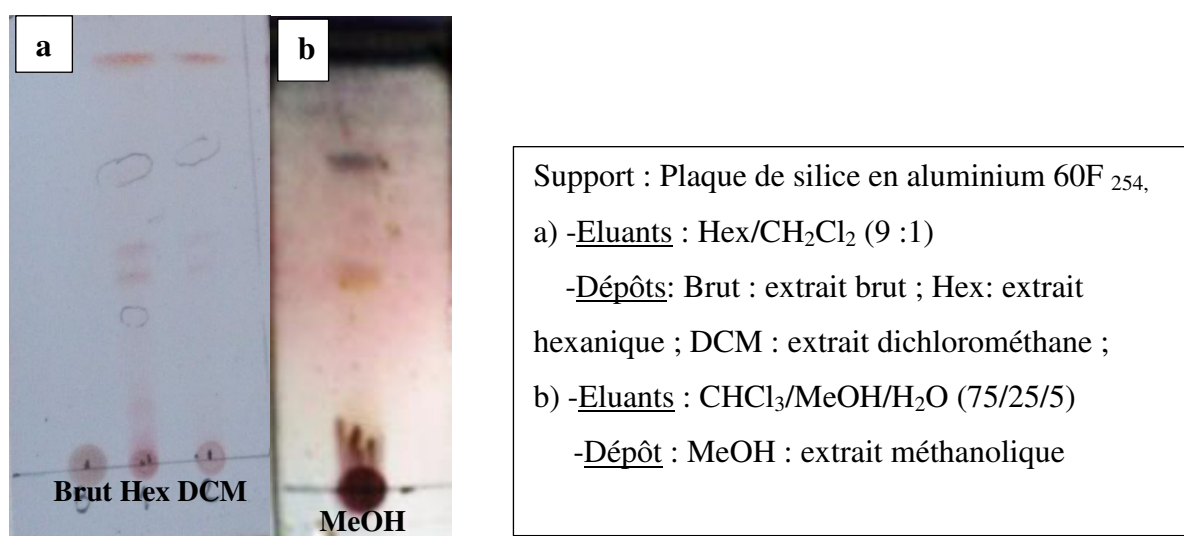 a
b
Brut Hex DCM
MeOH
Support : Plaque de silice en aluminium 60F 254,
a) -Eluants : Hex/CH2Cl2 (9 :1)
-Dépôts: Brut : extrait brut ; Hex: extrait
hexanique ; DCM : extrait dichlorométhane ;
b) -Eluants : CHCl3/MeOH/H2O (75/25/5)
-Dépôt : MeOH : extrait méthanolique